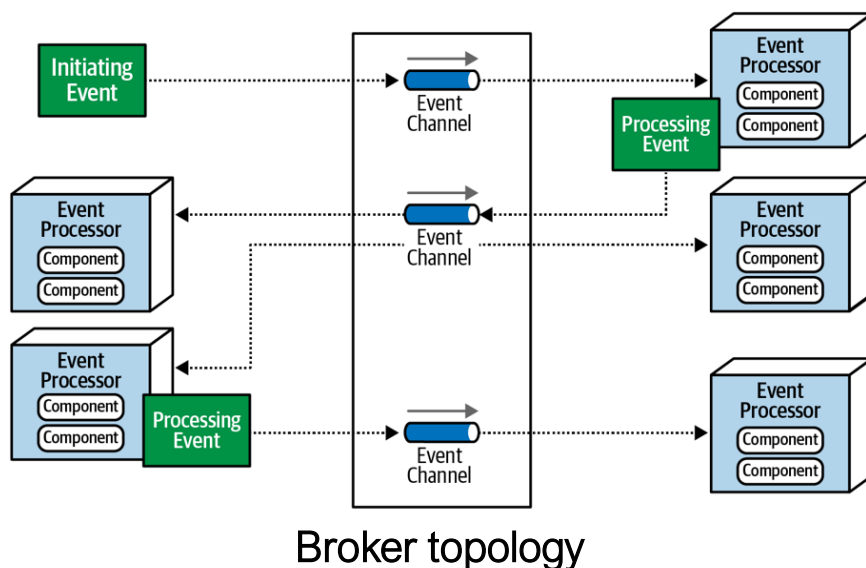 Initiating
Event
Event
Channel
Event
Processor
Component
Component
Processing
Event
Event
Processor
Component
Component
Event
Channel
Event
Processor
Component
Component
Event
Processor
Component
Component
Processing
Event
Event
Channel
Event
Processor
Component
Component
Broker topology